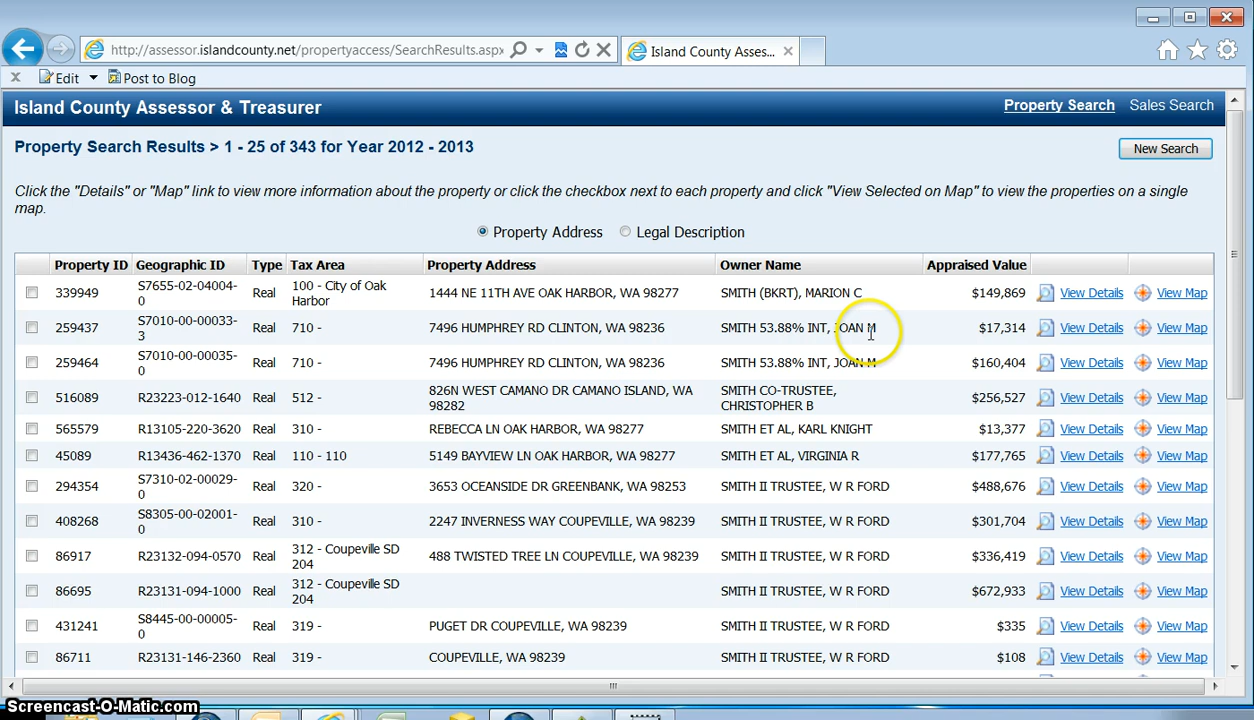 http://assessor.islandcounty.net/propertyaccess/SearchResults.aspx
Island County Asses...
x Edit Post to Blog
Island County Assessor & Treasurer
Property Search Sales Search
Property Search Results > 1 - 25 of 343 for Year 2012 - 2013
New Search
Click the "Details" or "Map" link to view more information about the property or click the checkbox next to each property and click "View Selected on Map" to view the properties on a single
map.
Property Address Legal Description
Property ID Geographic ID Type Tax Area Property Address Owner Name Appraised Value
339949 S7655-02-04004-0 Real 100 - City of Oak Harbor 1444 NE 11TH AVE OAK HARBOR, WA 98277 SMITH (BKRT), MARION C $149,869 View Details View Map
259437 S7010-00-00033-3 Real 710 - 7496 HUMPHREY RD CLINTON, WA 98236 SMITH 53.88% INT, JOAN M $17,314 View Details View Map
259464 S7010-00-00035-0 Real 710 - 7496 HUMPHREY RD CLINTON, WA 98236 SMITH 53.88% INT, JOAN M $160,404 View Details View Map
516089 R23223-012-1640 Real 512 - 826N WEST CAMANO DR CAMANO ISLAND, WA 98282 SMITH CO-TRUSTEE, CHRISTOPHER B $256,527 View Details View Map
565579 R13105-220-3620 Real 310 - REBECCA LN OAK HARBOR, WA 98277 SMITH ET AL, KARL KNIGHT $13,377 View Details View Map
45089 R13436-462-1370 Real 110 - 110 5149 BAYVIEW LN OAK HARBOR, WA 98277 SMITH ET AL, VIRGINIA R $177,765 View Details View Map
294354 S7310-02-00029-0 Real 320 - 3653 OCEANSIDE DR GREENBANK, WA 98253 SMITH II TRUSTEE, W R FORD $488,676 View Details View Map
408268 S8305-00-02001-0 Real 310 - 2247 INVERNESS WAY COUPEVILLE, WA 98239 SMITH II TRUSTEE, W R FORD $301,704 View Details View Map
86917 R23132-094-0570 Real 312 - Coupeville SD 204 488 TWISTED TREE LN COUPEVILLE, WA 98239 SMITH II TRUSTEE, W R FORD $336,419 View Details View Map
86695 R23131-094-1000 Real 312 - Coupeville SD 204 SMITH II TRUSTEE, W R FORD $672,933 View Details View Map
431241 S8445-00-00005-0 Real 319 - PUGET DR COUPEVILLE, WA 98239 SMITH II TRUSTEE, W R FORD $335 View Details View Map
86711 R23131-146-2360 Real 319 - COUPEVILLE, WA 98239 SMITH II TRUSTEE, W R FORD $108 View Details View Map
Screencast-O-Matic.com